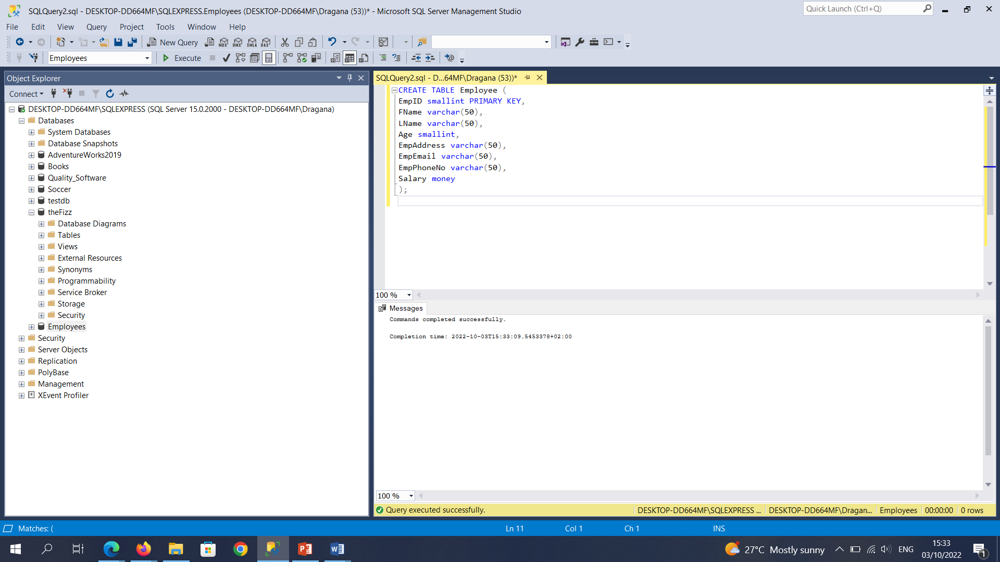 SQLQuery2.sql - DESKTOP-DD664MF\SQLEXPRESS.Employees (DESKTOP-DD664MF\Dragana (53))* - Microsoft SQL Server Management Studio
Quick Launch (Ctrl+Q)
File Edit View Query Project Tools Window Help
New Query MDX DMX XMLA DAX
Employees Execute
Object Explorer
Connect
DESKTOP-DD664MF\SQLEXPRESS (SQL Server 15.0.2000 - DESKTOP-DD664MF\Dragana)
Databases
System Databases
Database Snapshots
AdventureWorks2019
Books
Quality_Software
Soccer
testdb
theFizz
Database Diagrams
Tables
Views
External Resources
Synonyms
Programmability
Service Broker
Storage
Security
Employees
Security
Server Objects
Replication
PolyBase
Management
XEvent Profiler
SQLQuery2.sql - D...64MF\Dragana (53))*
CREATE TABLE Employee (
EmpID smallint PRIMARY KEY,
FName varchar(50),
LName varchar(50),
Age smallint,
EmpAddress varchar(50),
EmpEmail varchar(50),
EmpPhoneNo varchar(50),
Salary money
);
100 %
Messages
Commands completed successfully.
Completion time: 2022-10-03T15:33:09.5453378+02:00
100 %
Query executed successfully.
DESKTOP-DD664MF\SQLEXPRESS ... DESKTOP-DD664MF\Dragan... Employees 00:00:00 0 rows
Matches: (
Ln 11 Col 1 Ch 1 INS
27°C Mostly sunny
ENG
15:33
03/10/2022
1